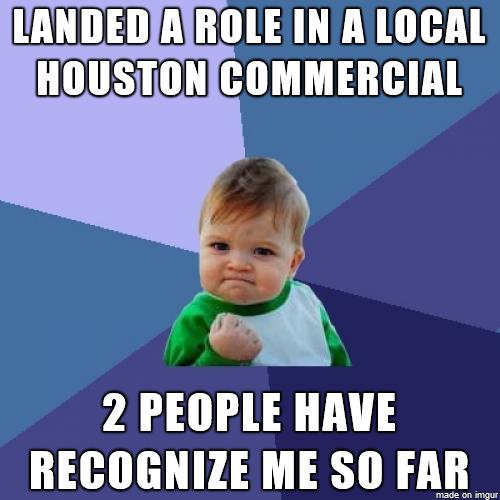 LANDED A ROLE IN A LOCAL
HOUSTON COMMERCIAL
2 PEOPLE HAVE
RECOGNIZE ME SO FAR
made on imgur